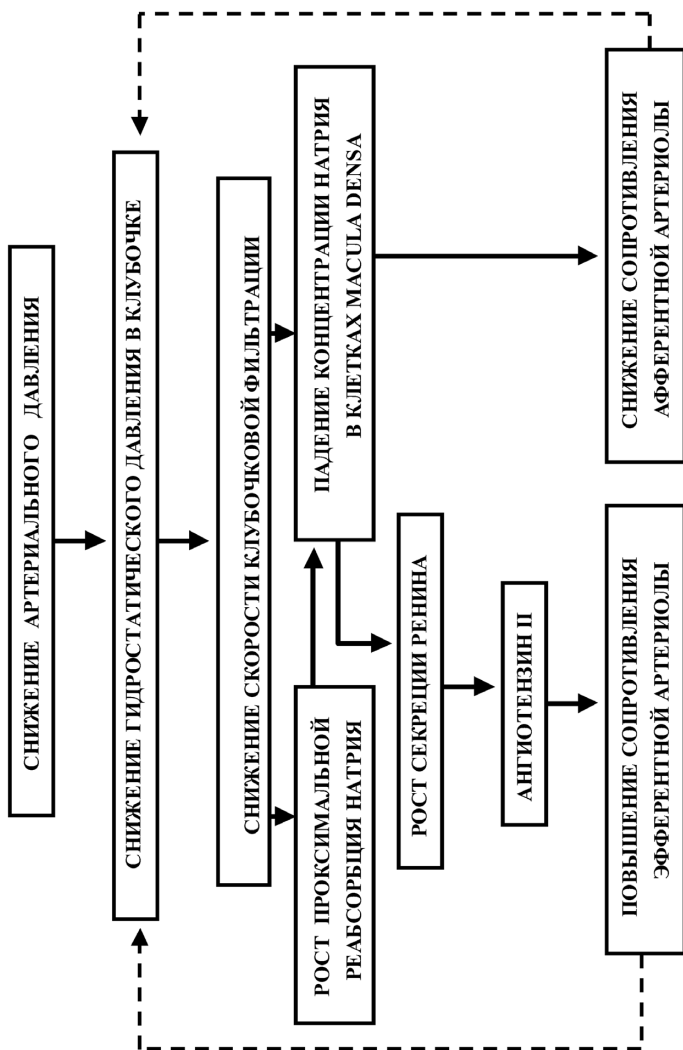 СНИЖЕНИЕ АРТЕРИАЛЬНОГО ДАВЛЕНИЯ
СНИЖЕНИЕ ГИДРОСТАТИЧЕСКОГО ДАВЛЕНИЯ В КЛУБОЧКЕ
СНИЖЕНИЕ СКОРОСТИ КЛУБОЧКОВОЙ ФИЛЬТРАЦИИ
РОСТ ПРОКСИМАЛЬНОЙ
РЕАБСОРБЦИЯ НАТРИЯ
ПАДЕНИЕ КОНЦЕНТРАЦИИ НАТРИЯ
В КЛЕТКАХ MACULA DENSA
РОСТ СЕКРЕЦИИ РЕНИНА
АНГИОТЕНЗИН II
ПОВЫШЕНИЕ СОПРОТИВЛЕНИЯ
ЭФФЕРЕНТНОЙ АРТЕРИОЛЫ
СНИЖЕНИЕ СОПРОТИВЛЕНИЯ
АФФЕРЕНТНОЙ АРТЕРИОЛЫ